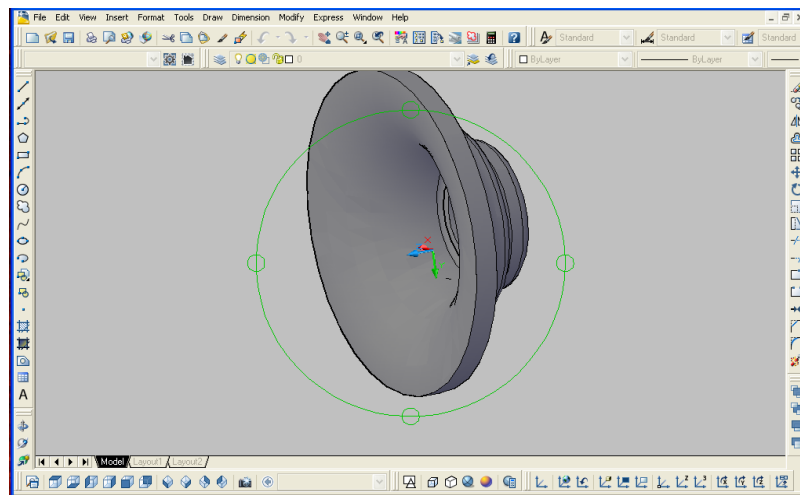 File Edit View Insert Format Tools Draw Dimension Modify Express Window Help
Standard Standard Standard
0 ByLayer ByLayer
X
A
Model Layout1 Layout2